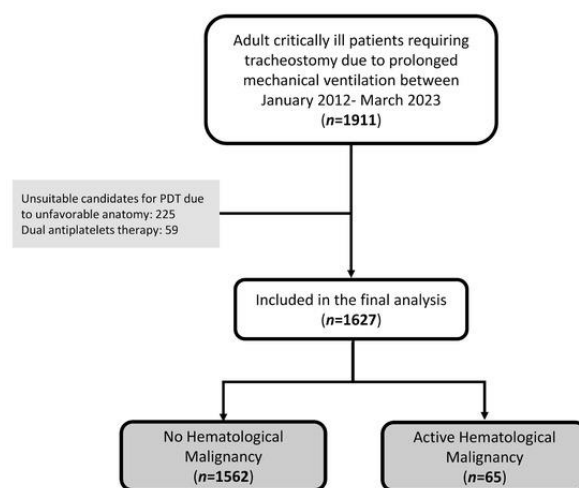 Adult critically ill patients requiring
tracheostomy due to prolonged
mechanical ventilation between
January 2012- March 2023
(n=1911)
Unsuitable candidates for PDT due
to unfavorable anatomy: 225
Dual antiplatelets therapy: 59
Included in the final analysis
(n=1627)
No Hematological
Malignancy
(n=1562)
Active Hematological
Malignancy
(n=65)